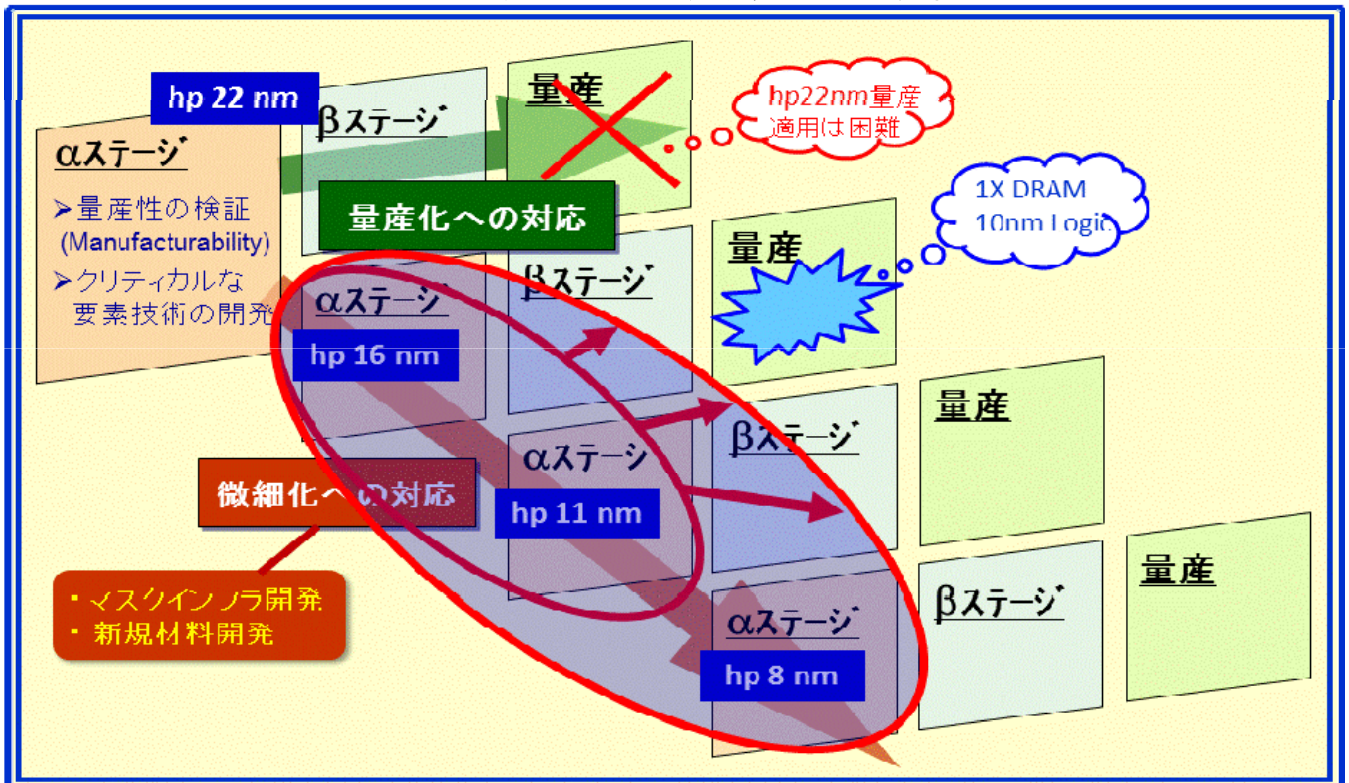 hp 22 nm
αステージ
➢量産性の検証
(Manufacturability)
➢クリティカルな
要素技術の開発
βステージ
量産
hp22nm量産
適用は困難
量産化への対応
1X DRAM
10nm Logic
αステージ
hp 16 nm
βステージ
量産
微細化への対応
・マスクインフラ開発
・新規材料開発
αステージ
hp 11 nm
βステージ
量産
αステージ
hp 8 nm
βステージ
量産